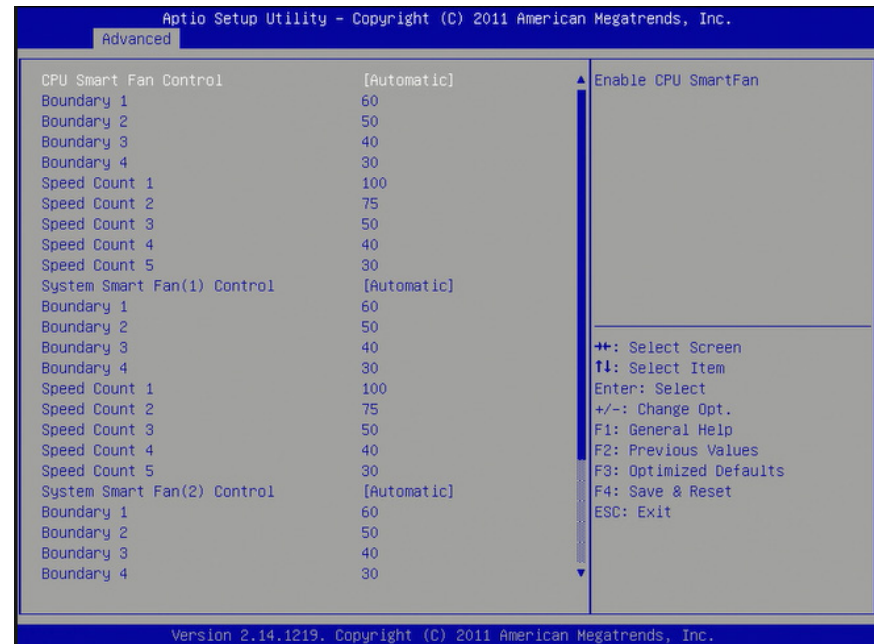 Aptio Setup Utility – Copyright (C) 2011 American Megatrends, Inc.
Advanced
CPU Smart Fan Control [Automatic]
Boundary 1 60
Boundary 2 50
Boundary 3 40
Boundary 4 30
Speed Count 1 100
Speed Count 2 75
Speed Count 3 50
Speed Count 4 40
Speed Count 5 30
System Smart Fan(1) Control [Automatic]
Boundary 1 60
Boundary 2 50
Boundary 3 40
Boundary 4 30
Speed Count 1 100
Speed Count 2 75
Speed Count 3 50
Speed Count 4 40
Speed Count 5 30
System Smart Fan(2) Control [Automatic]
Boundary 1 60
Boundary 2 50
Boundary 3 40
Boundary 4 30
Enable CPU SmartFan
→←: Select Screen
↑↓: Select Item
Enter: Select
+/-: Change Opt.
F1: General Help
F2: Previous Values
F3: Optimized Defaults
F4: Save & Reset
ESC: Exit
Version 2.14.1219. Copyright (C) 2011 American Megatrends, Inc.